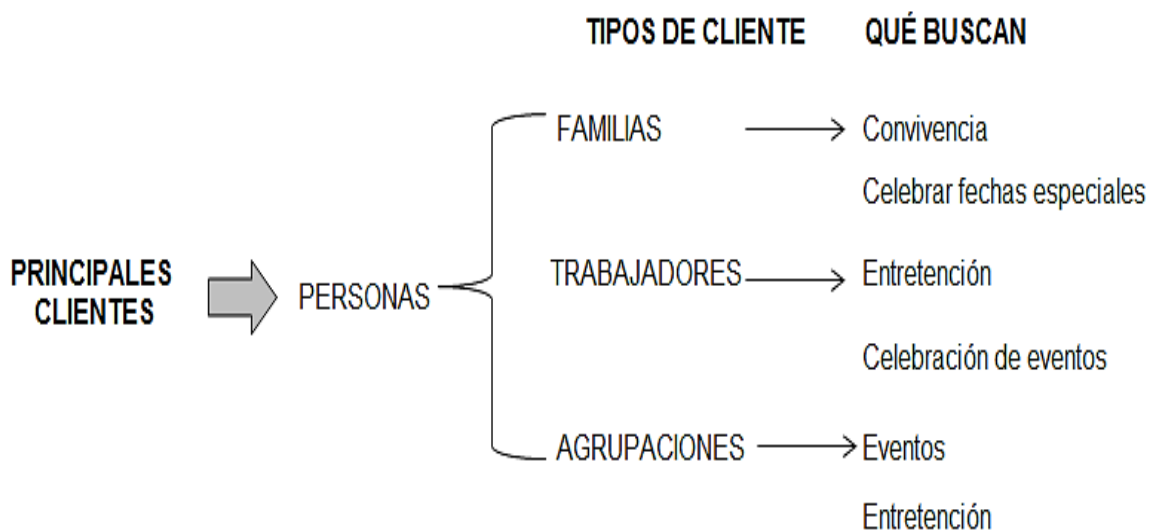 TIPOS DE CLIENTE QUÉ BUSCAN
FAMILIAS Convivencia
Celebrar fechas especiales
PRINCIPALES
CLIENTES
PERSONAS
TRABAJADORES Entretención
Celebración de eventos
AGRUPACIONES Eventos
Entretención